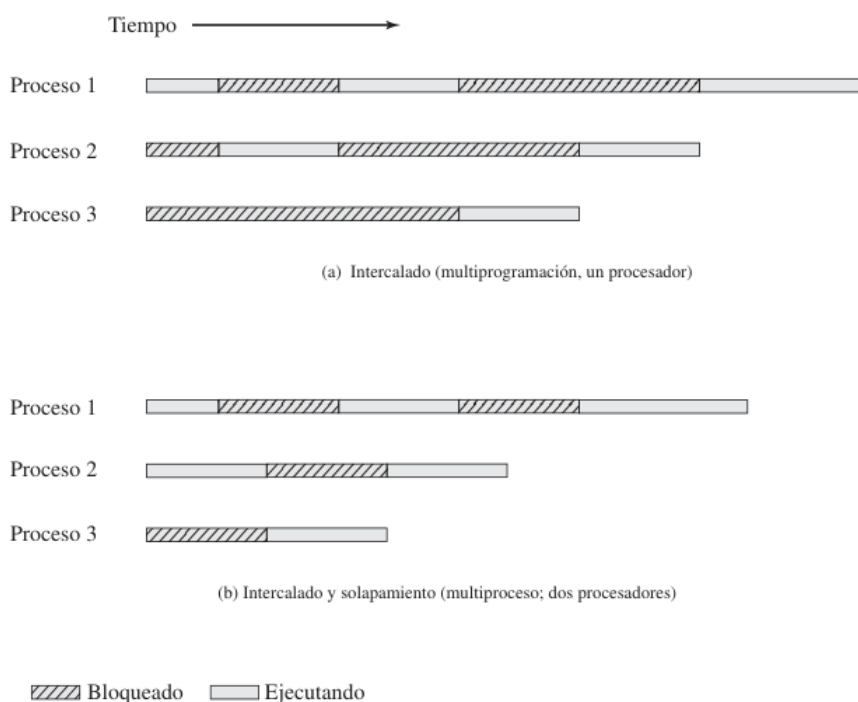 Tiempo
Proceso 1
Proceso 2
Proceso 3
(a) Intercalado (multiprogramación, un procesador)
Proceso 1
Proceso 2
Proceso 3
(b) Intercalado y solapamiento (multiproceso; dos procesadores)
Bloqueado Ejecutando